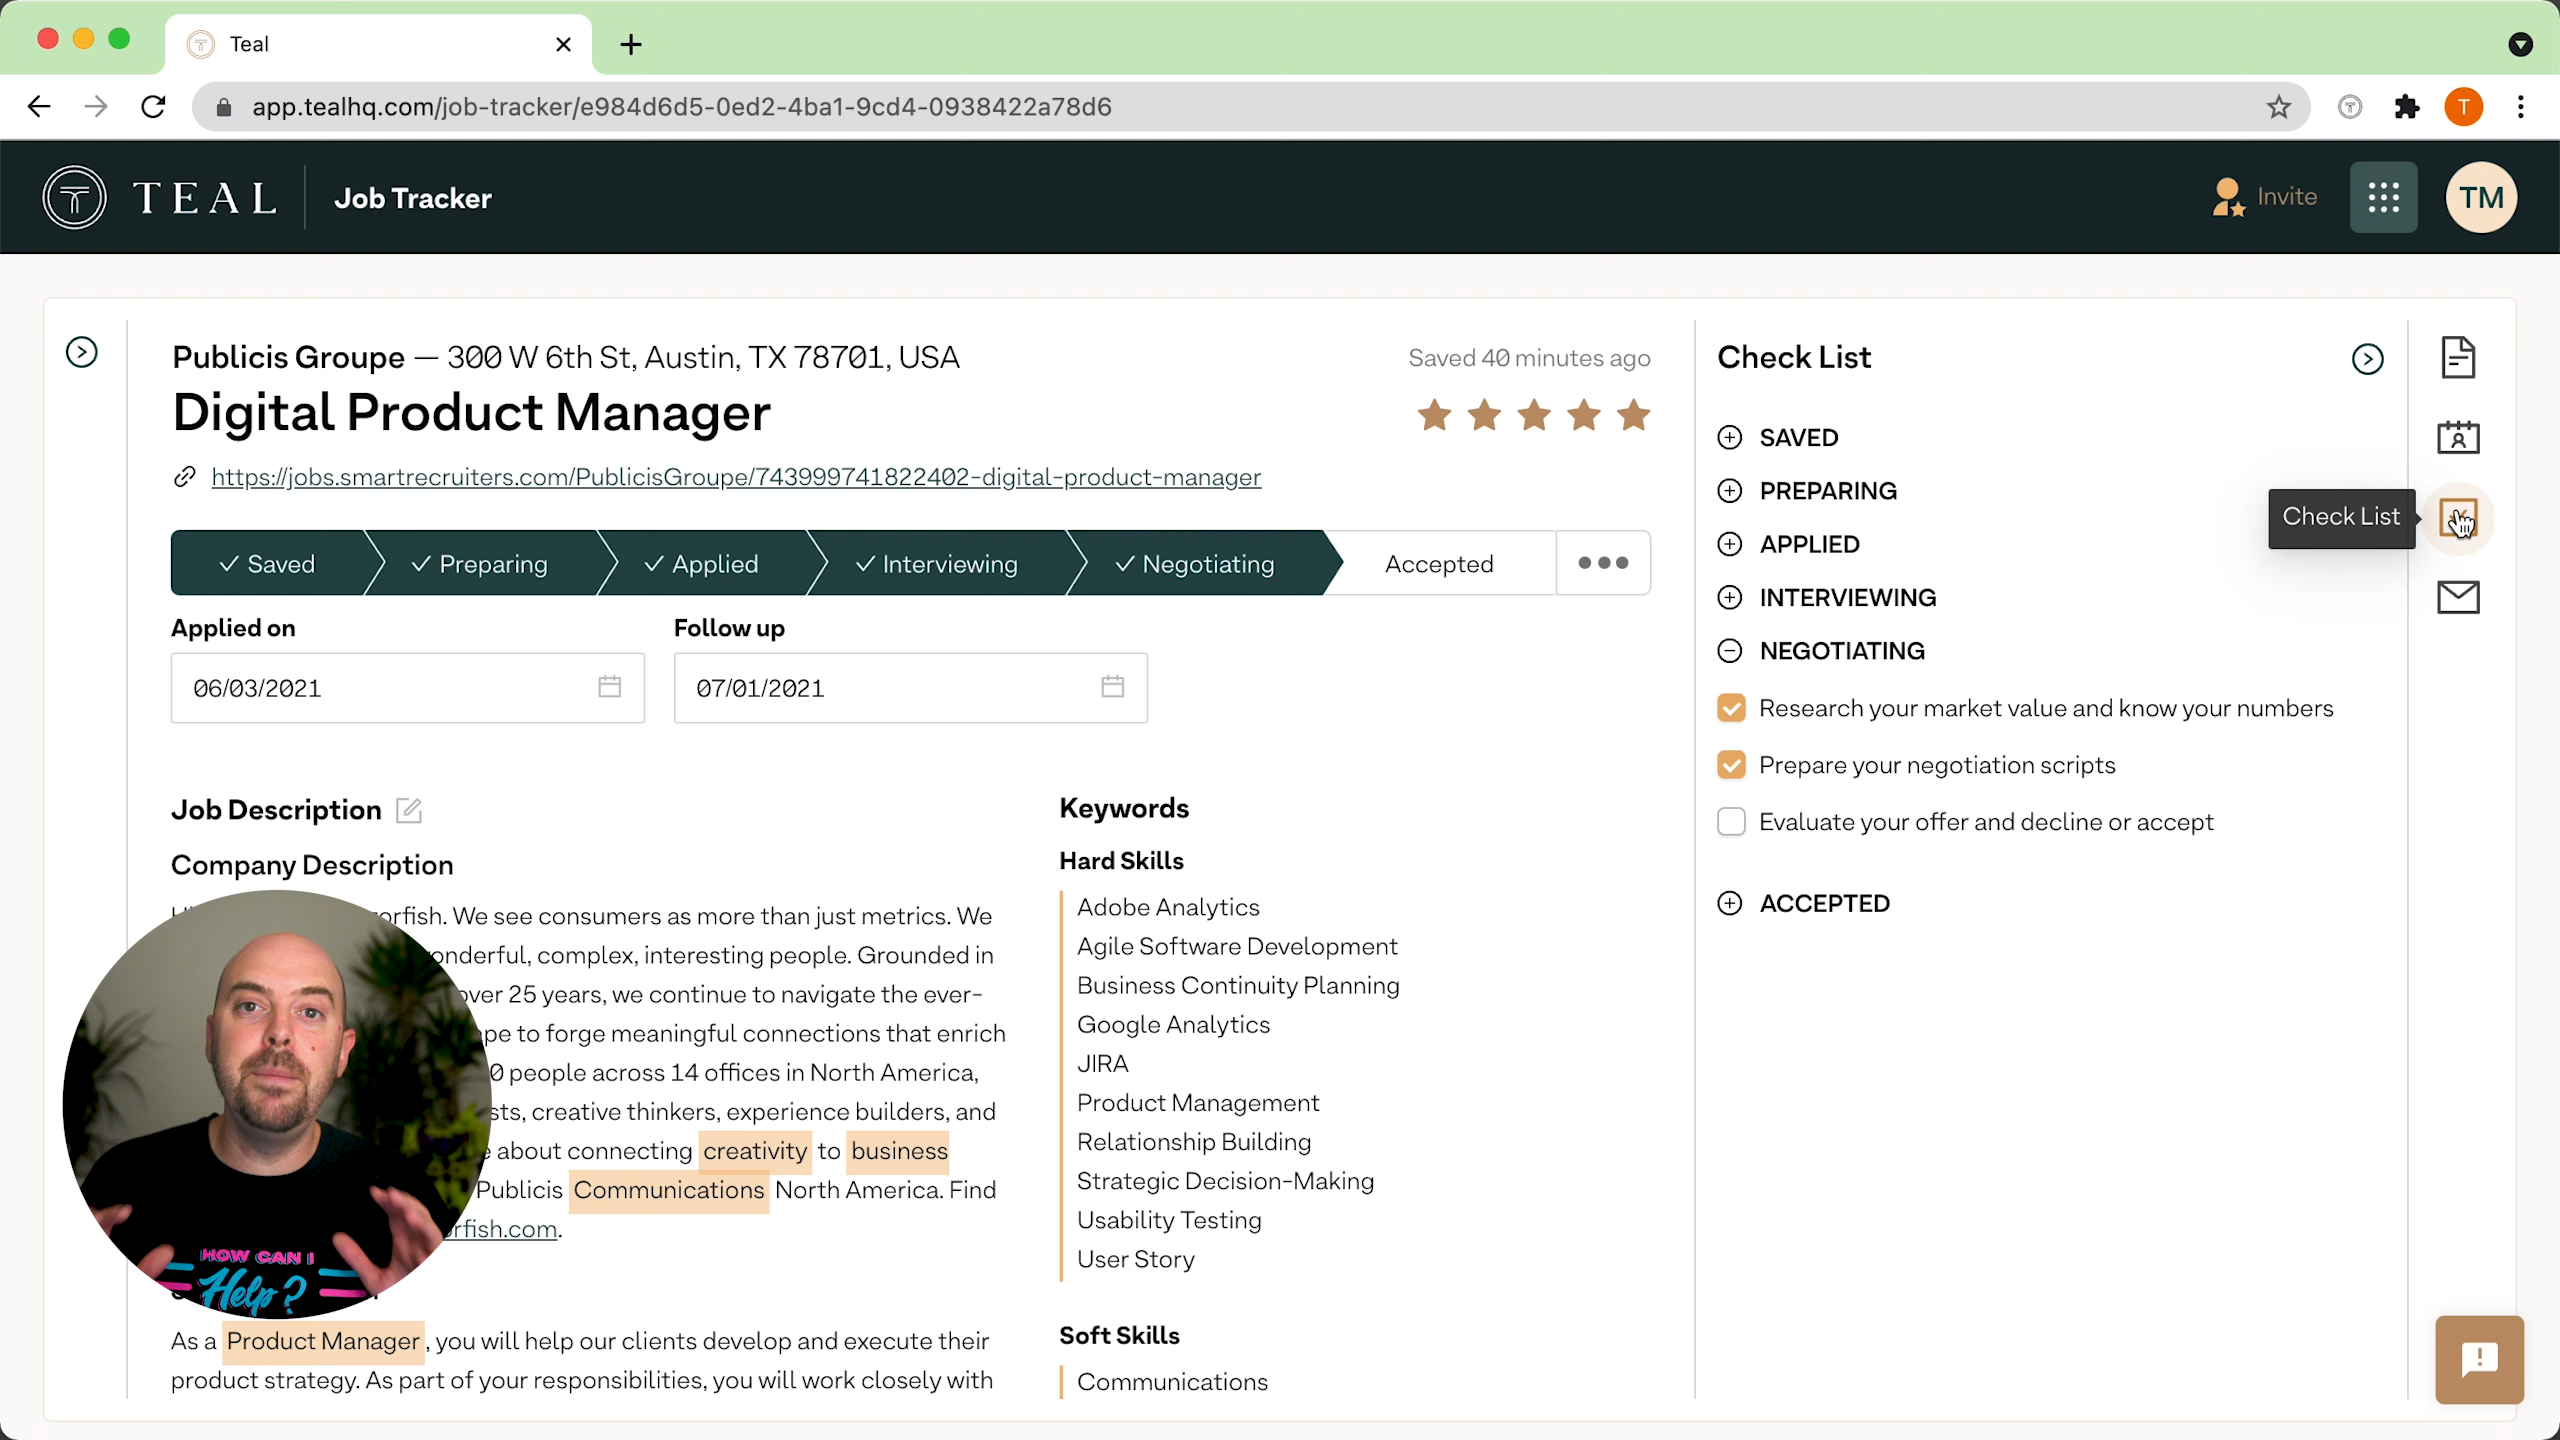 Teal
app.tealhq.com/job-tracker/e984d6d5-0ed2-4ba1-9cd4-0938422a78d6
T
TEAL
Job Tracker
Invite
TM
Publicis Groupe — 300 W 6th St, Austin, TX 78701, USA
Saved 40 minutes ago
Digital Product Manager
https://jobs.smartrecruiters.com/PublicisGroupe/743999741822402-digital-product-manager
Saved
Preparing
Applied
Interviewing
Negotiating
Accepted
Applied on
Follow up
06/03/2021
07/01/2021
Job Description
Company Description
orfish. We see consumers as more than just metrics. We
onderful, complex, interesting people. Grounded in
over 25 years, we continue to navigate the ever-
pe to forge meaningful connections that enrich
0 people across 14 offices in North America,
sts, creative thinkers, experience builders, and
about connecting creativity to business
Publicis Communications North America. Find
rfish.com.
As a Product Manager, you will help our clients develop and execute their
product strategy. As part of your responsibilities, you will work closely with
HOW CAN I
Help?
Keywords
Hard Skills
Adobe Analytics
Agile Software Development
Business Continuity Planning
Google Analytics
JIRA
Product Management
Relationship Building
Strategic Decision-Making
Usability Testing
User Story
Soft Skills
Communications
Check List
SAVED
PREPARING
APPLIED
INTERVIEWING
NEGOTIATING
Research your market value and know your numbers
Prepare your negotiation scripts
Evaluate your offer and decline or accept
ACCEPTED
Check List